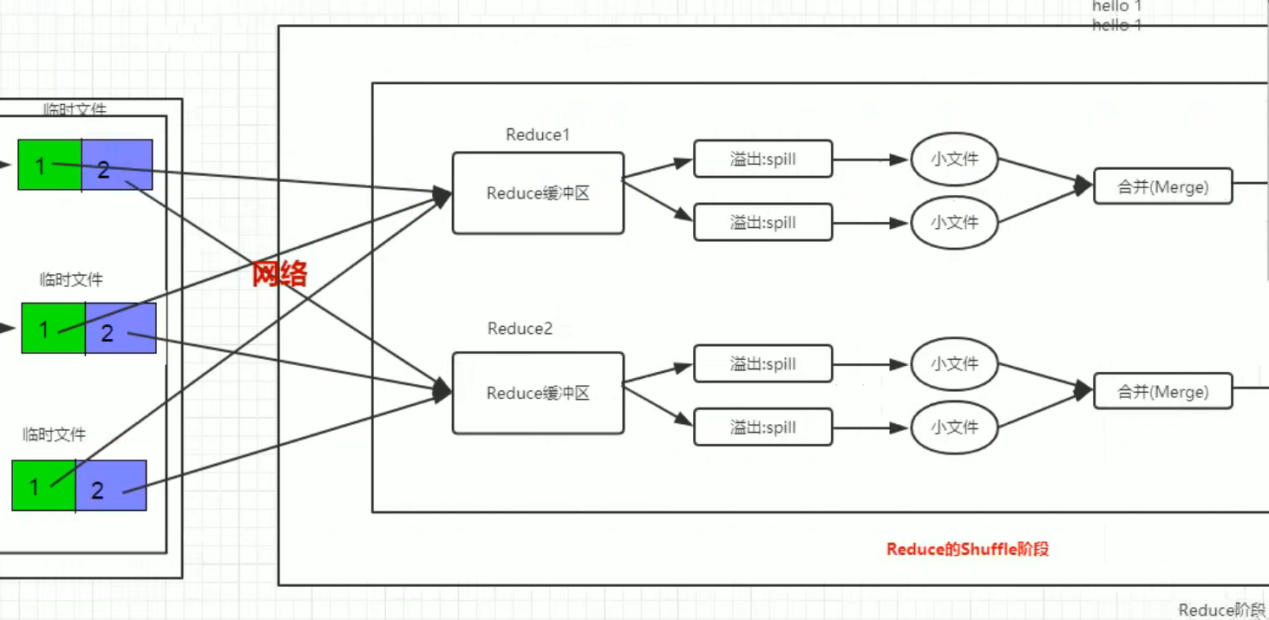 hello 1
hello 1
临时文件
1 2
临时文件
1 2
临时文件
1 2
网络
Reduce1
Reduce缓冲区
溢出:spill
小文件
溢出:spill
小文件
合并(Merge)
Reduce2
Reduce缓冲区
溢出:spill
小文件
溢出:spill
小文件
合并(Merge)
Reduce的Shuffle阶段
Reduce阶段